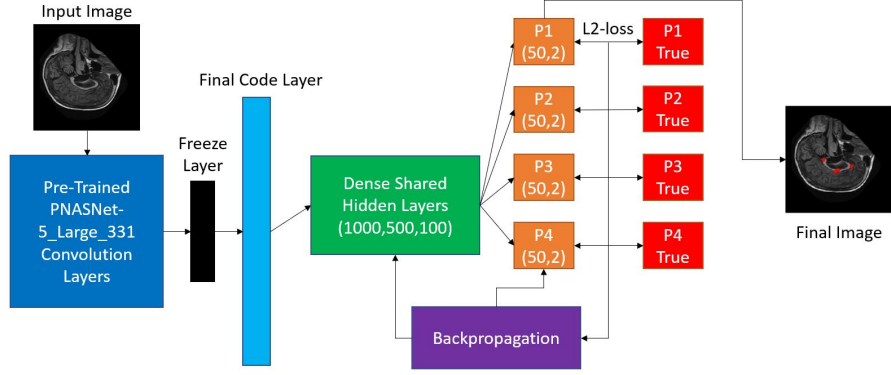 Input Image
Pre-Trained
PNASNet-
5_Large_331
Convolution
Layers
Freeze
Layer
Final Code Layer
Dense Shared
Hidden Layers
(1000,500,100)
P1
(50,2)
L2-loss
P1
True
P2
(50,2)
P2
True
P3
(50,2)
P3
True
P4
(50,2)
P4
True
Backpropagation
Final Image